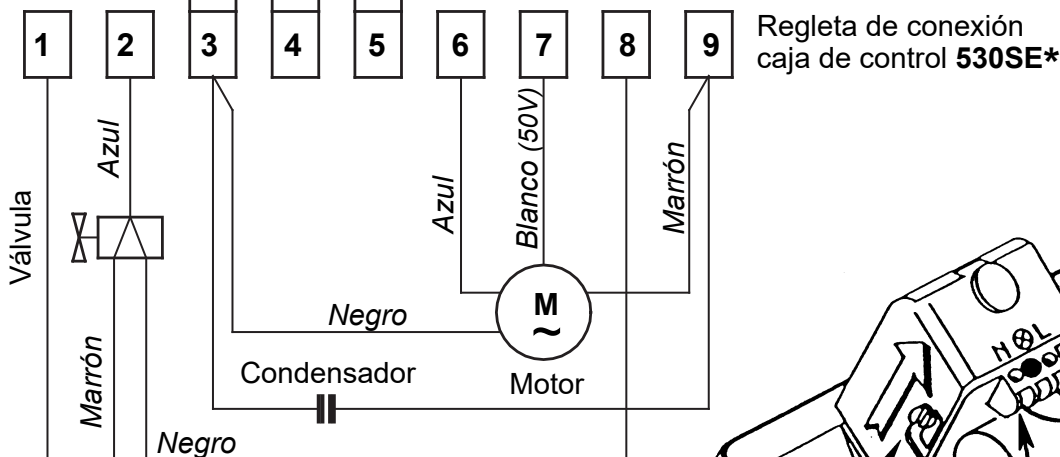 1 2 3 4 5 6 7 8 9
Regleta de conexión
caja de control 530SE*
Válvula
Azul
Azul
Blanco (50V)
Marrón
M
~
Negro
Condensador
Motor
Marrón
Negro
N L